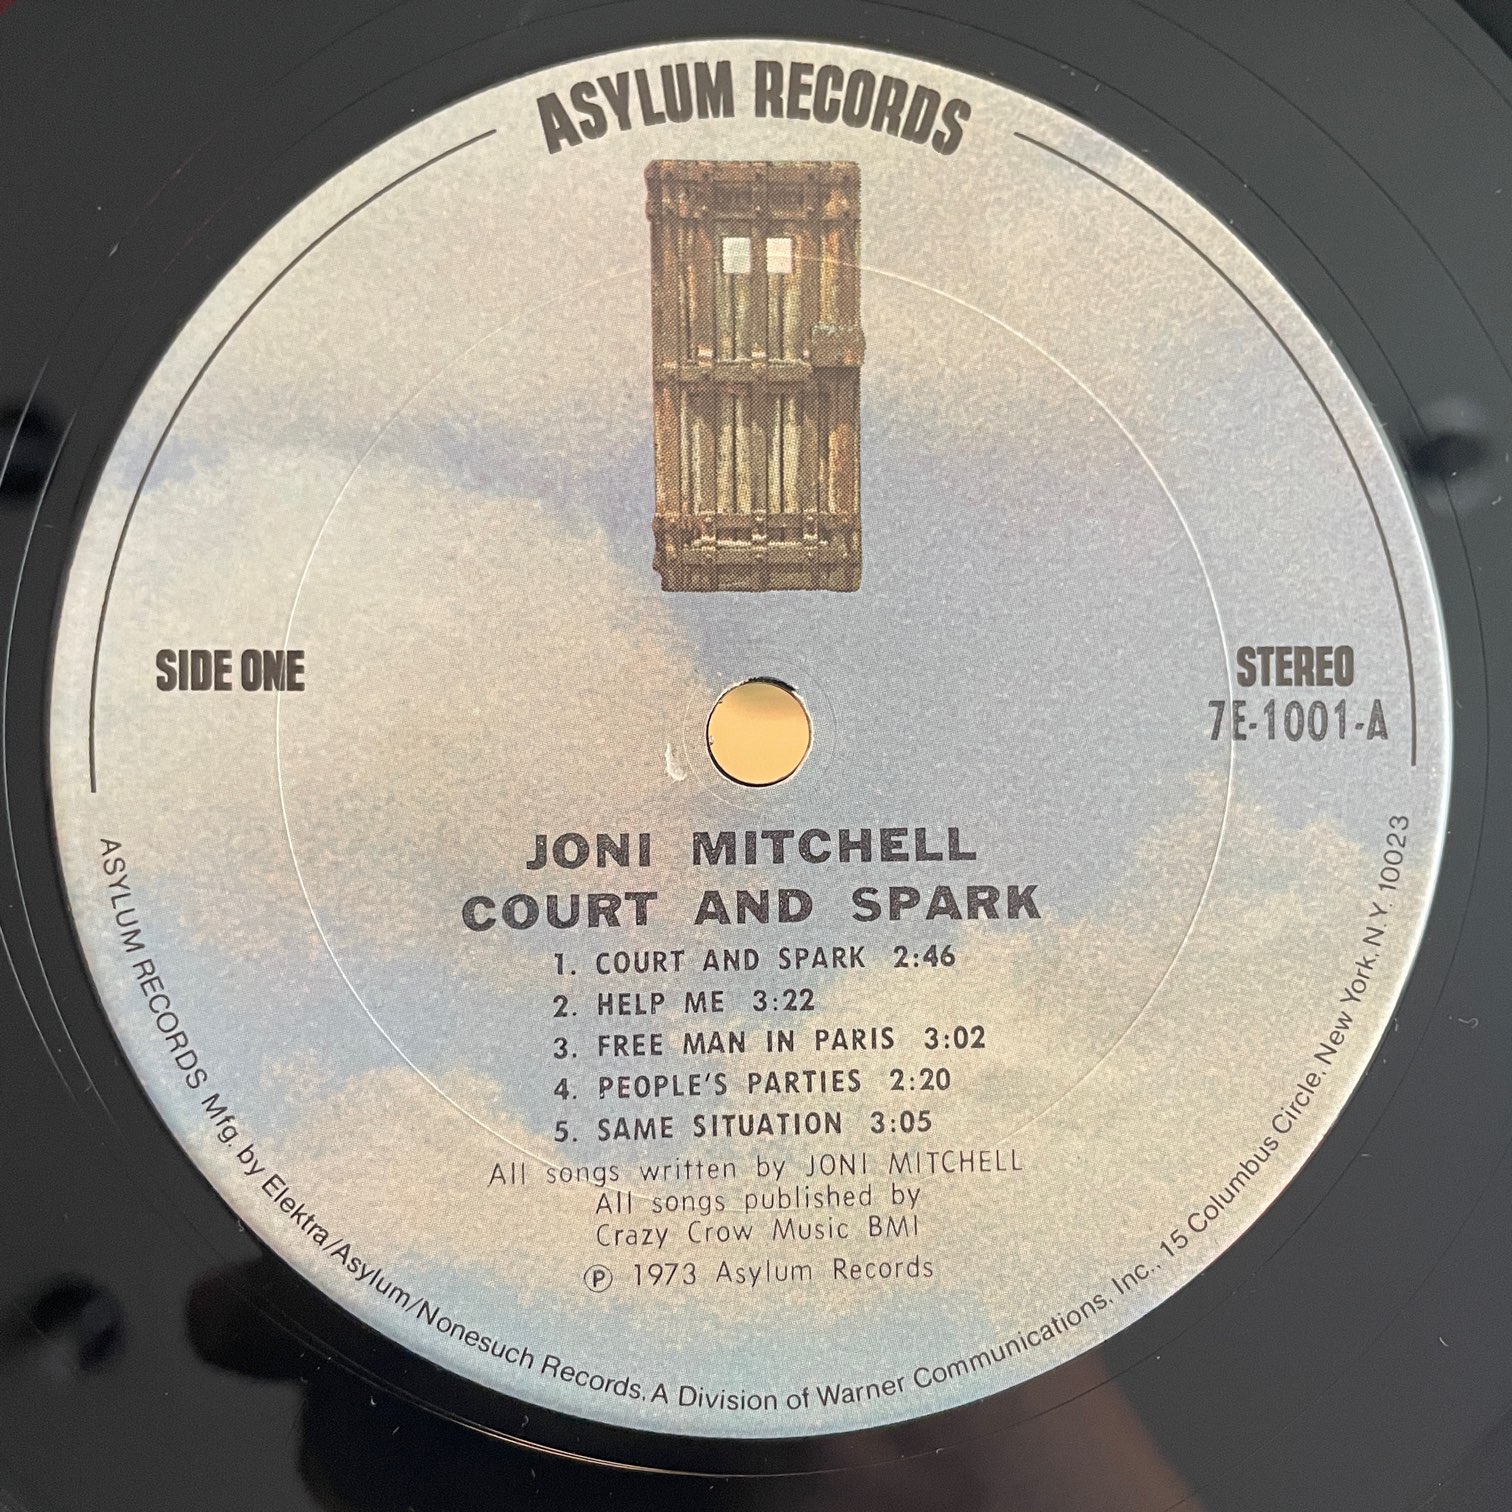 ASYLUM RECORDS
SIDE ONE
STEREO
7E-1001-A
JONI MITCHELL
COURT AND SPARK
1. COURT AND SPARK 2:46
2. HELP ME 3:22
3. FREE MAN IN PARIS 3:02
4. PEOPLE'S PARTIES 2:20
5. SAME SITUATION 3:05
All songs written by JONI MITCHELL
All songs published by
Crazy Crow Music BMI
Ⓟ 1973 Asylum Records
ASYLUM RECORDS Mfg. by Elektra/Asylum/Nonesuch Records. A Division of Warner Communications. Inc., 15 Columbus Circle. New York. N.Y. 10023